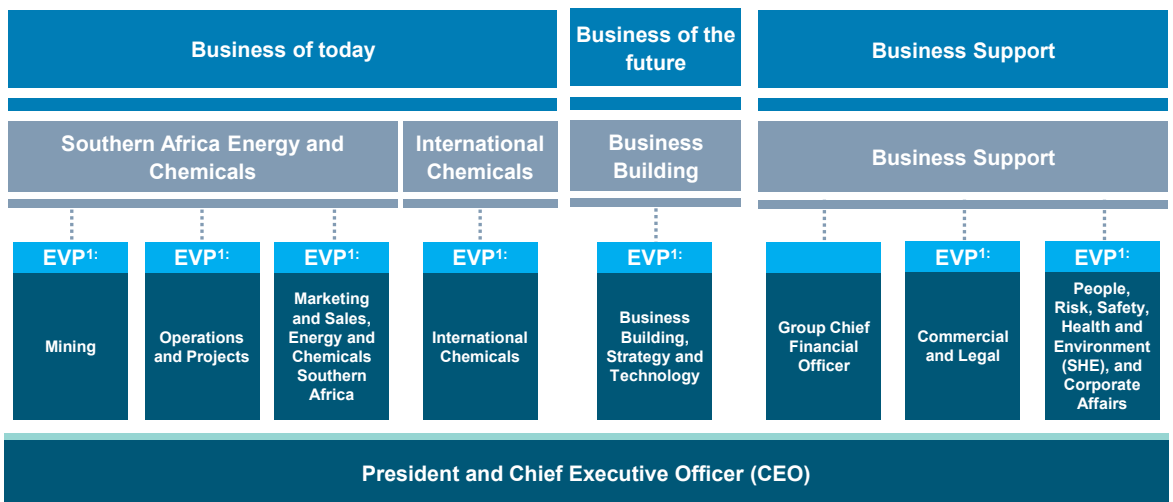 Business of today
Business of the
future
Business Support
Southern Africa Energy and
Chemicals
International
Chemicals
Business
Building
Business Support
EVP¹:
Mining
EVP¹:
Operations
and Projects
EVP¹:
Marketing
and Sales,
Energy and
Chemicals
Southern
Africa
EVP¹:
International
Chemicals
EVP¹:
Business
Building,
Strategy and
Technology
Group Chief
Financial
Officer
EVP¹:
Commercial
and Legal
EVP¹:
People,
Risk, Safety,
Health and
Environment
(SHE), and
Corporate
Affairs
President and Chief Executive Officer (CEO)